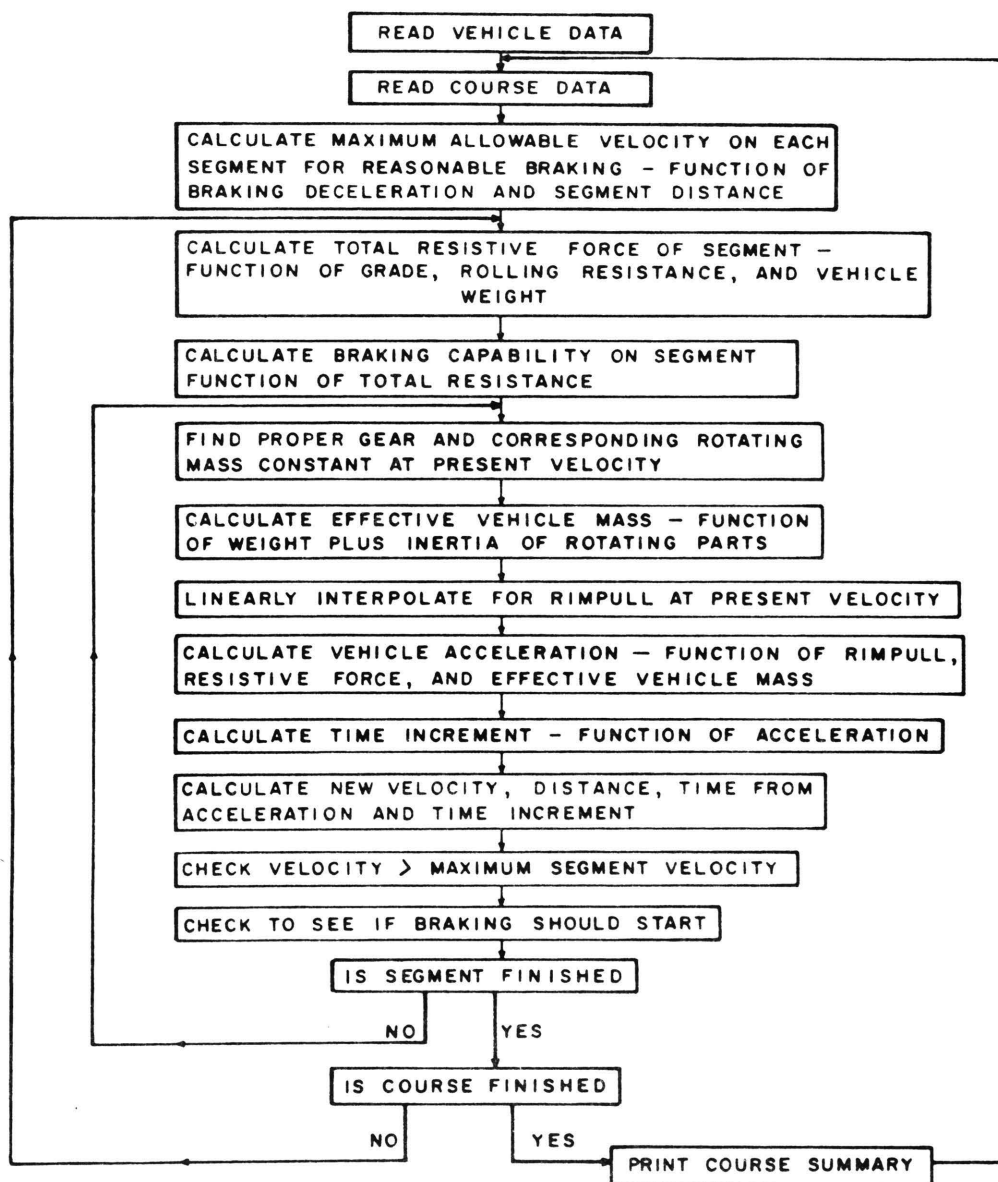 READ VEHICLE DATA
READ COURSE DATA
CALCULATE MAXIMUM ALLOWABLE VELOCITY ON EACH
SEGMENT FOR REASONABLE BRAKING – FUNCTION OF
BRAKING DECELERATION AND SEGMENT DISTANCE
CALCULATE TOTAL RESISTIVE FORCE OF SEGMENT –
FUNCTION OF GRADE, ROLLING RESISTANCE, AND VEHICLE
WEIGHT
CALCULATE BRAKING CAPABILITY ON SEGMENT
FUNCTION OF TOTAL RESISTANCE
FIND PROPER GEAR AND CORRESPONDING ROTATING
MASS CONSTANT AT PRESENT VELOCITY
CALCULATE EFFECTIVE VEHICLE MASS – FUNCTION
OF WEIGHT PLUS INERTIA OF ROTATING PARTS
LINEARLY INTERPOLATE FOR RIMPULL AT PRESENT VELOCITY
CALCULATE VEHICLE ACCELERATION – FUNCTION OF RIMPULL,
RESISTIVE FORCE, AND EFFECTIVE VEHICLE MASS
CALCULATE TIME INCREMENT – FUNCTION OF ACCELERATION
CALCULATE NEW VELOCITY, DISTANCE, TIME FROM
ACCELERATION AND TIME INCREMENT
CHECK VELOCITY > MAXIMUM SEGMENT VELOCITY
CHECK TO SEE IF BRAKING SHOULD START
IS SEGMENT FINISHED
NO YES
IS COURSE FINISHED
NO YES
PRINT COURSE SUMMARY